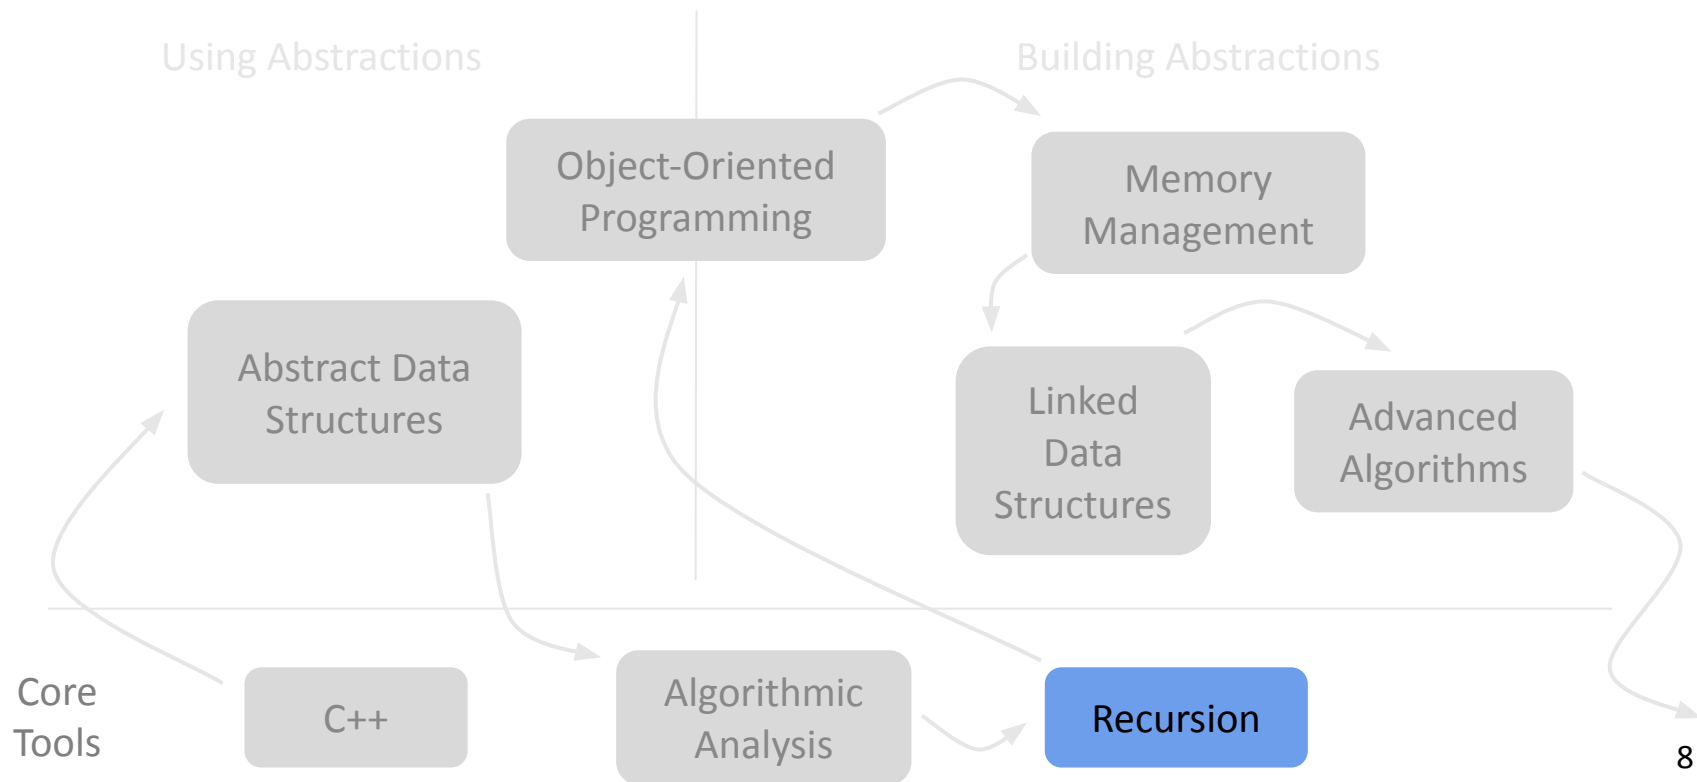 Using Abstractions
Building Abstractions
Object-Oriented
Programming
Memory
Management
Abstract Data
Structures
Linked
Data
Structures
Advanced
Algorithms
Core
Tools
C++
Algorithmic
Analysis
Recursion
8